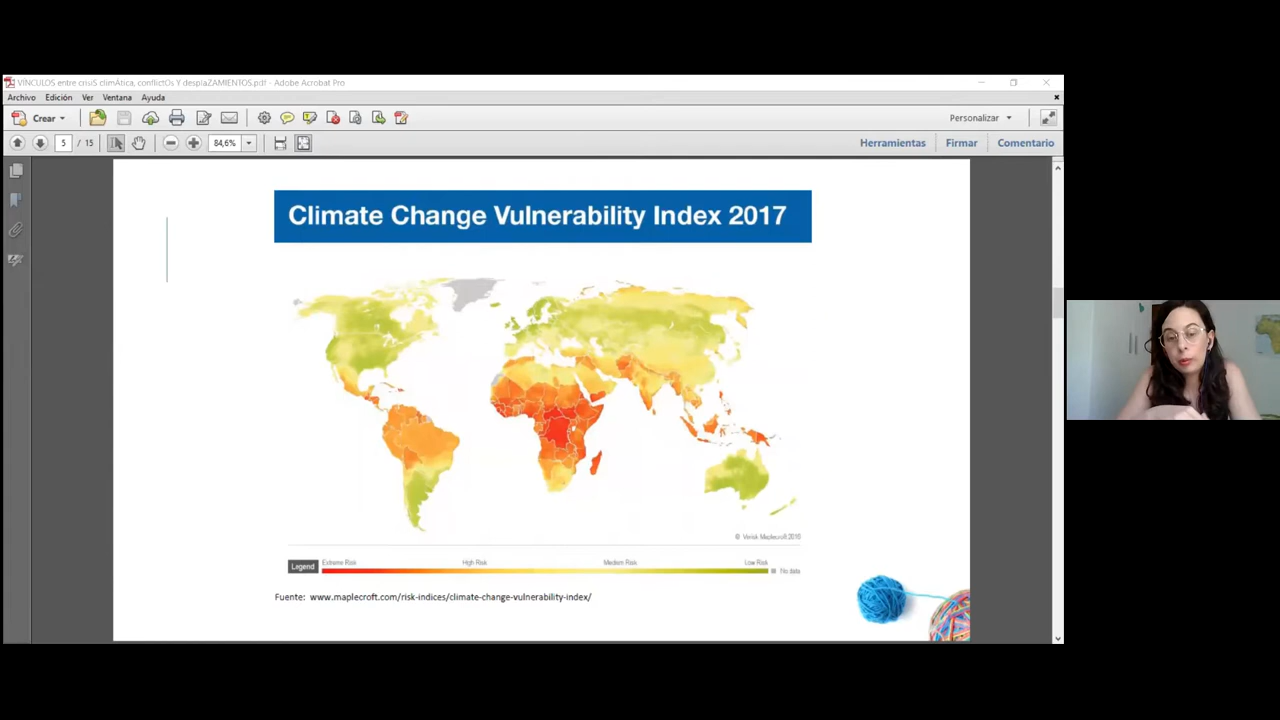 VÍNCULOS entre crisiS climÁtica, conflictOs Y desplaZAMIENTOS.pdf - Adobe Acrobat Pro
Archivo Edición Ver Ventana Ayuda
Crear
Personalizar
5 / 15
84,6%
Herramientas Firmar Comentario
Climate Change Vulnerability Index 2017
© Verisk Maplecroft 2016
Legend
Extreme Risk High Risk Medium Risk Low Risk
No data
Fuente: www.maplecroft.com/risk-indices/climate-change-vulnerability-index/